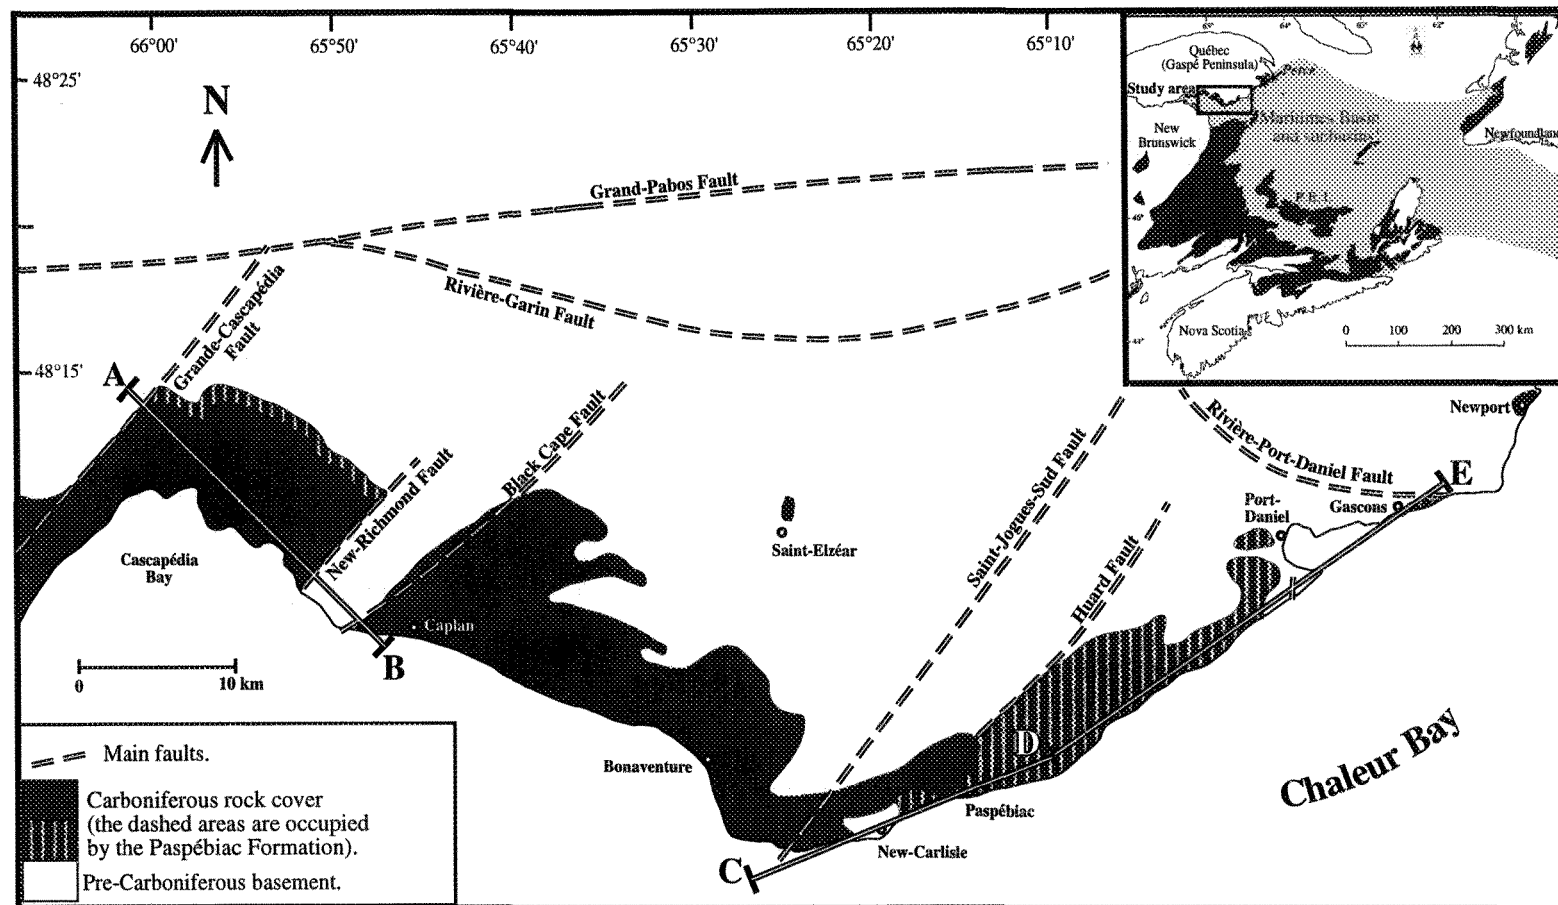 66°00'
65°50'
65°40'
65°30'
65°20'
65°10'
48°25'
48°15'
N
Grand-Pabos Fault
Rivière-Garin Fault
Grande-Cascapédia
Fault
A
New-Richmond Fault
Black Cape Fault
Cascapédia
Bay
Caplan
B
0
10 km
Saint-Elzéar
Saint-Jogues-Sud Fault
Huard Fault
Rivière-Port-Daniel Fault
Newport
E
Gascons
Port-
Daniel
Bonaventure
D
Paspébiac
New-Carlisle
C
Chaleur Bay
Main faults.
Carboniferous rock cover
(the dashed areas are occupied
by the Paspébiac Formation).
Pre-Carboniferous basement.
Québec
(Gaspé Peninsula)
Study area
New
Brunswick
Maritimes Basin
and subbasins
Newfoundland
P.E.I.
Nova Scotia
0
100
200
300 km